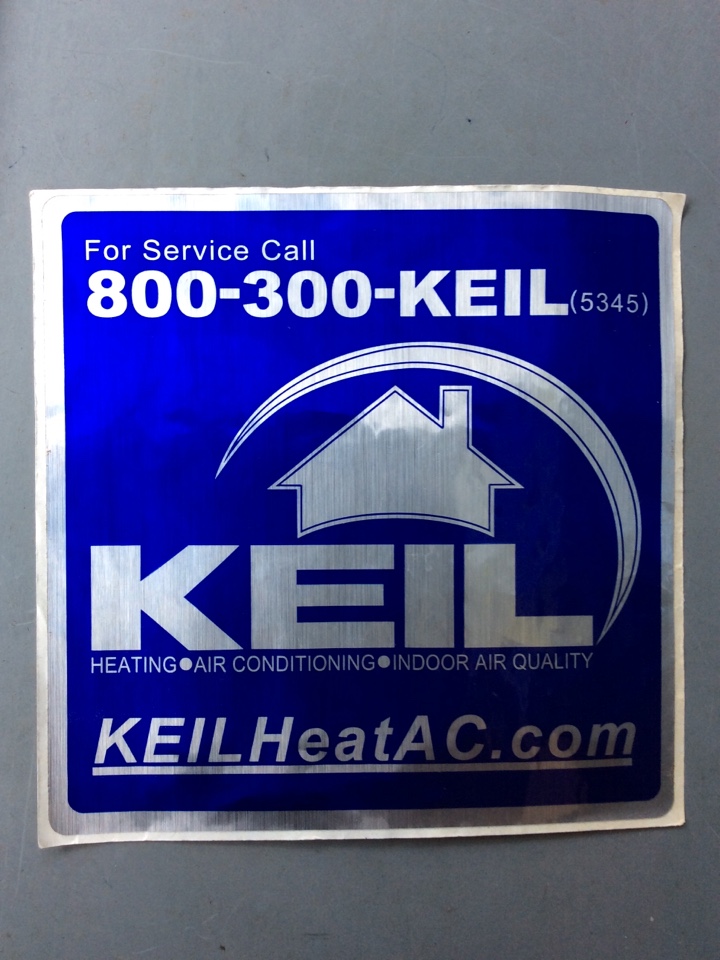 For Service Call
800-300-KEIL(5345)
KEIL
HEATING●AIR CONDITIONING●INDOOR AIR QUALITY
KEILHeatAC.com